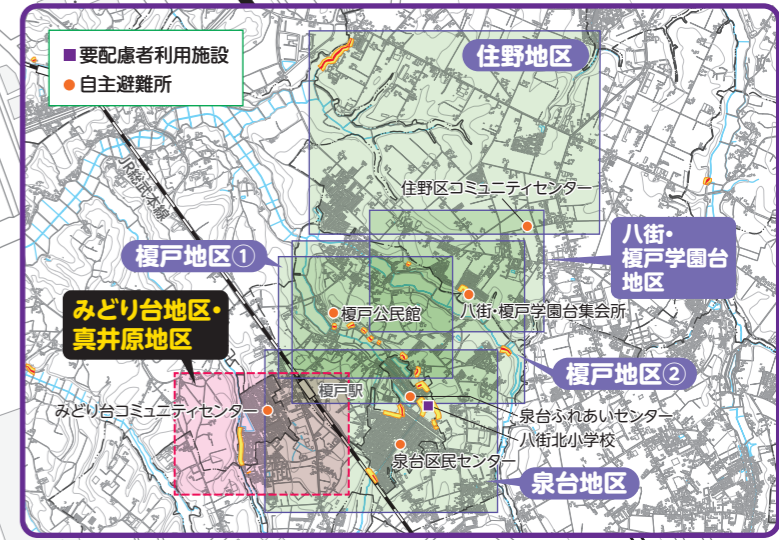 ■要配慮者利用施設
●自主避難所
住野地区
JR総武本線
住野区コミュニティセンター
榎戸地区①
八街・
榎戸学園台
地区
みどり台地区・
真井原地区
榎戸公民館
八街・榎戸学園台集会所
榎戸地区②
榎戸駅
みどり台コミュニティセンター
泉台ふれあいセンター
八街北小学校
泉台区民センター
泉台地区